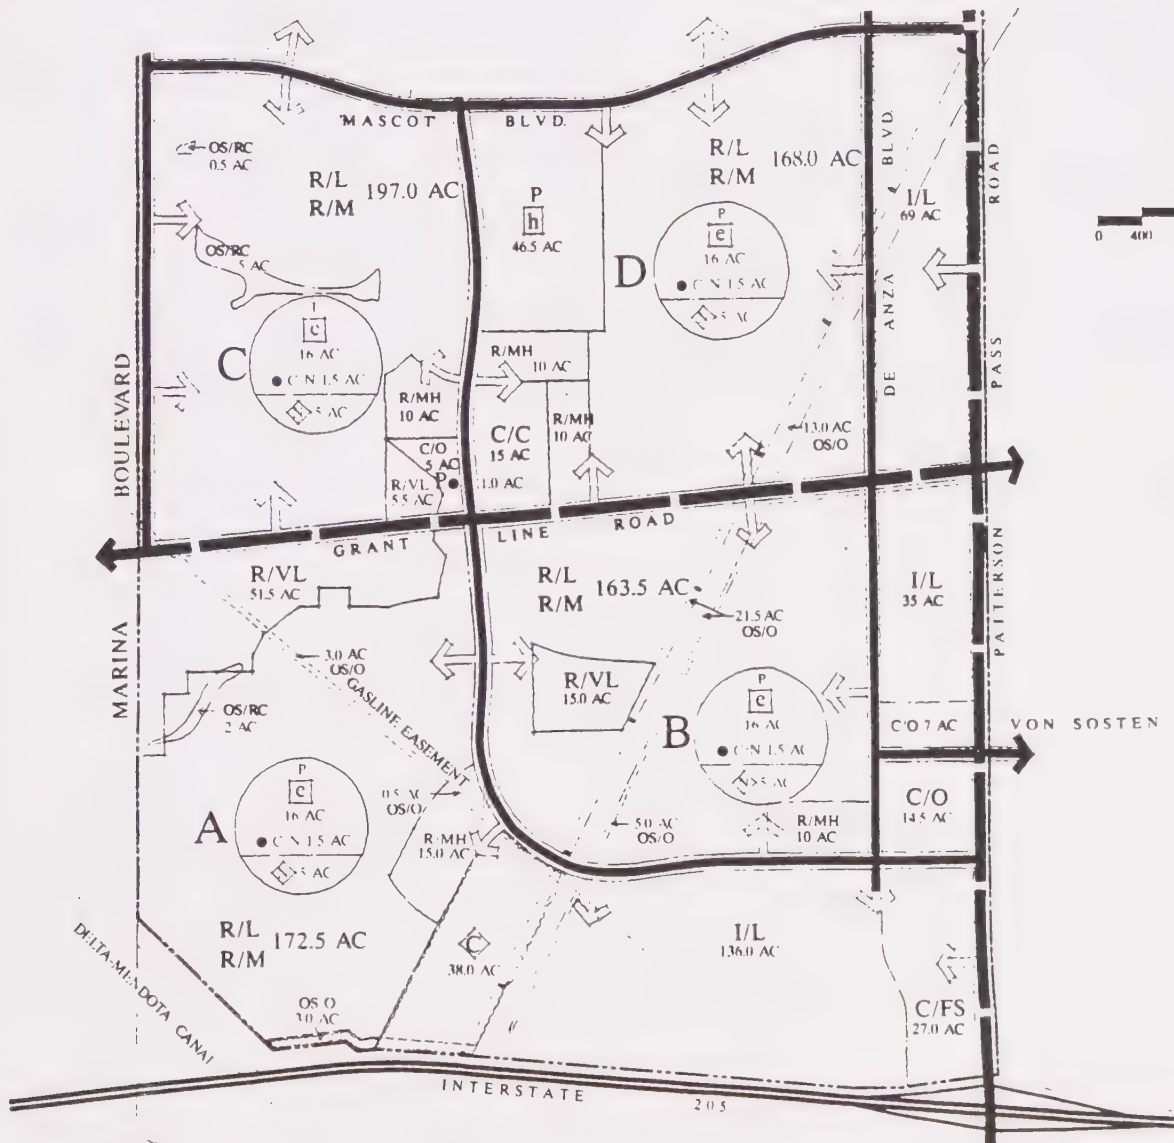 MASCOT BLVD.
OS/RC
0.5 AC
R/L
R/M 197.0 AC
P
h
46.5 AC
R/L
R/M 168.0 AC
P
e
16 AC
C N 1.5 AC
5 AC
D
BLVD.
DE ANZA
I/L
69 AC
ROAD
PASS
PATTERSON
0 400
OS/RC
5 AC
C
16 AC
C N 1.5 AC
5 AC
R/MH
10 AC
R/MH
10 AC
R/MH
10 AC
C/C
15 AC
C/O
5 AC
R/VL
5.5 AC
P
1.0 AC
13.0 AC
OS/O
BOULEVARD
MARINA
GRANT LINE ROAD
R/VL
51.5 AC
R/L
R/M 163.5 AC
21.5 AC
OS/O
I/L
35 AC
3.0 AC
OS/O
GASLINE EASEMENT
R/VL
15.0 AC
OS/RC
2 AC
B
P
e
16 AC
C N 1.5 AC
5 AC
C/O 7 AC
VON SOSTEN
C/O
14.5 AC
A
P
e
16 AC
C N 1.5 AC
5 AC
0.5 AC
OS/O
R/MH
15.0 AC
5.0 AC
OS/O
R/MH
10 AC
R/L
R/M 172.5 AC
C
38.0 AC
I/L
136.0 AC
C/FS
27.0 AC
OS/O
3.0 AC
DELTA-MENDOTA CANAL
INTERSTATE 205